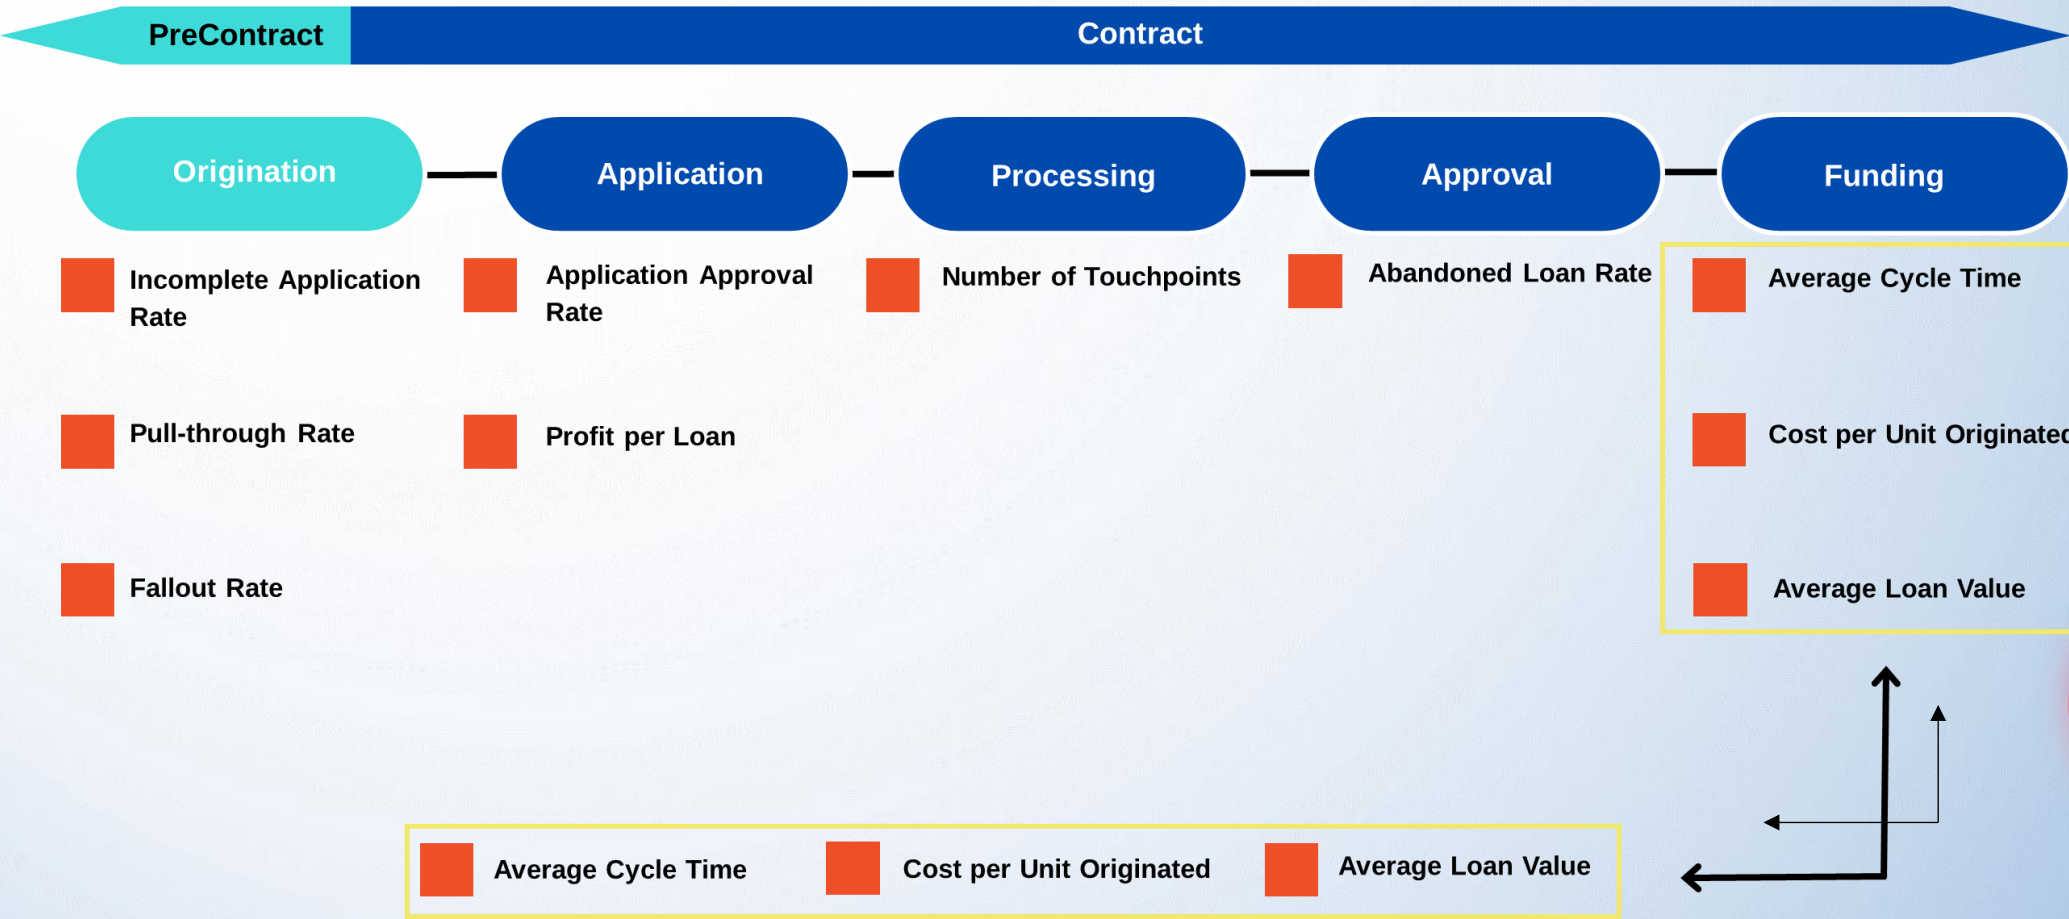 PreContract
Contract
Origination
Application
Processing
Approval
Funding
Incomplete Application
Rate
Application Approval
Rate
Number of Touchpoints
Abandoned Loan Rate
Average Cycle Time
Pull-through Rate
Profit per Loan
Cost per Unit Originated
Fallout Rate
Average Loan Value
Average Cycle Time
Cost per Unit Originated
Average Loan Value